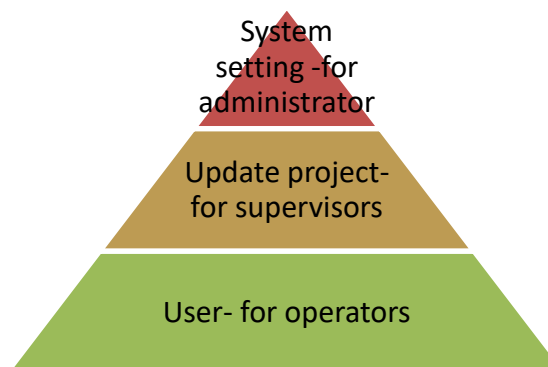 System
setting -for
administrator
Update project-
for supervisors
User- for operators